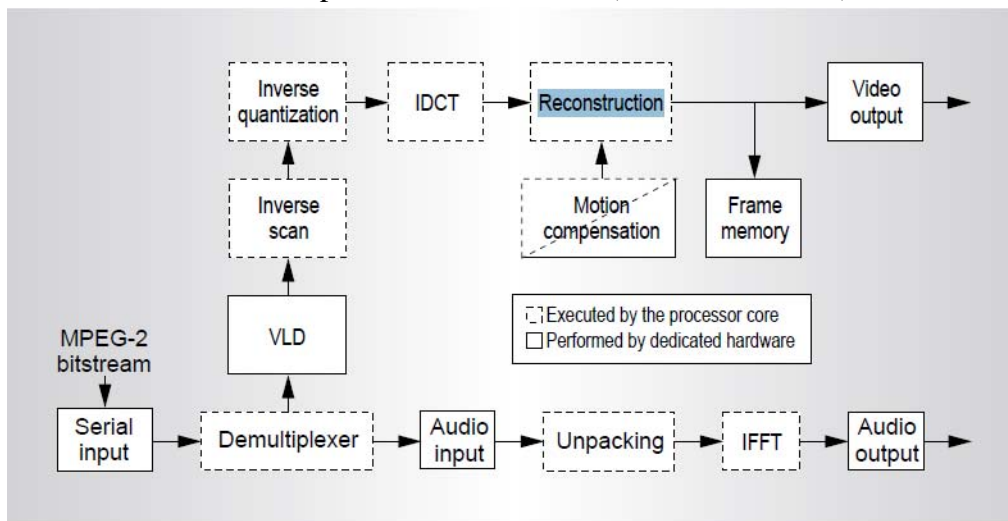 Inverse
quantization
IDCT
Reconstruction
Video
output
Inverse
scan
Motion
compensation
Frame
memory
VLD
Executed by the processor core
Performed by dedicated hardware
MPEG-2
bitstream
Serial
input
Demultiplexer
Audio
input
Unpacking
IFFT
Audio
output